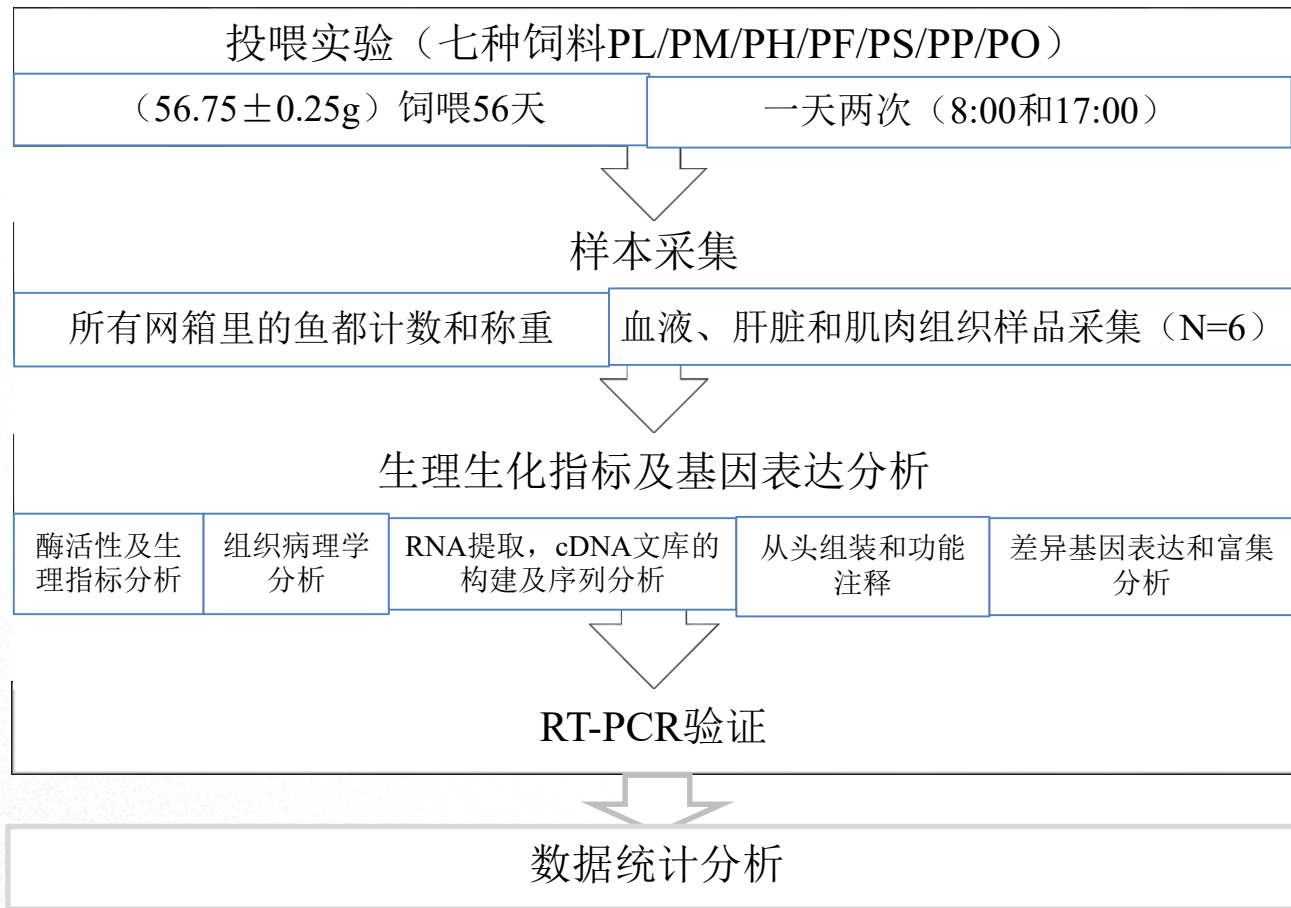 投喂实验（七种饲料PL/PM/PH/PF/PS/PP/PO）
（56.75±0.25g）饲喂56天
一天两次（8:00和17:00）
样本采集
所有网箱里的鱼都计数和称重
血液、肝脏和肌肉组织样品采集（N=6）
生理生化指标及基因表达分析
酶活性及生
理指标分析
组织病理学
分析
RNA提取，cDNA文库的
构建及序列分析
从头组装和功能
注释
差异基因表达和富集
分析
RT-PCR验证
数据统计分析